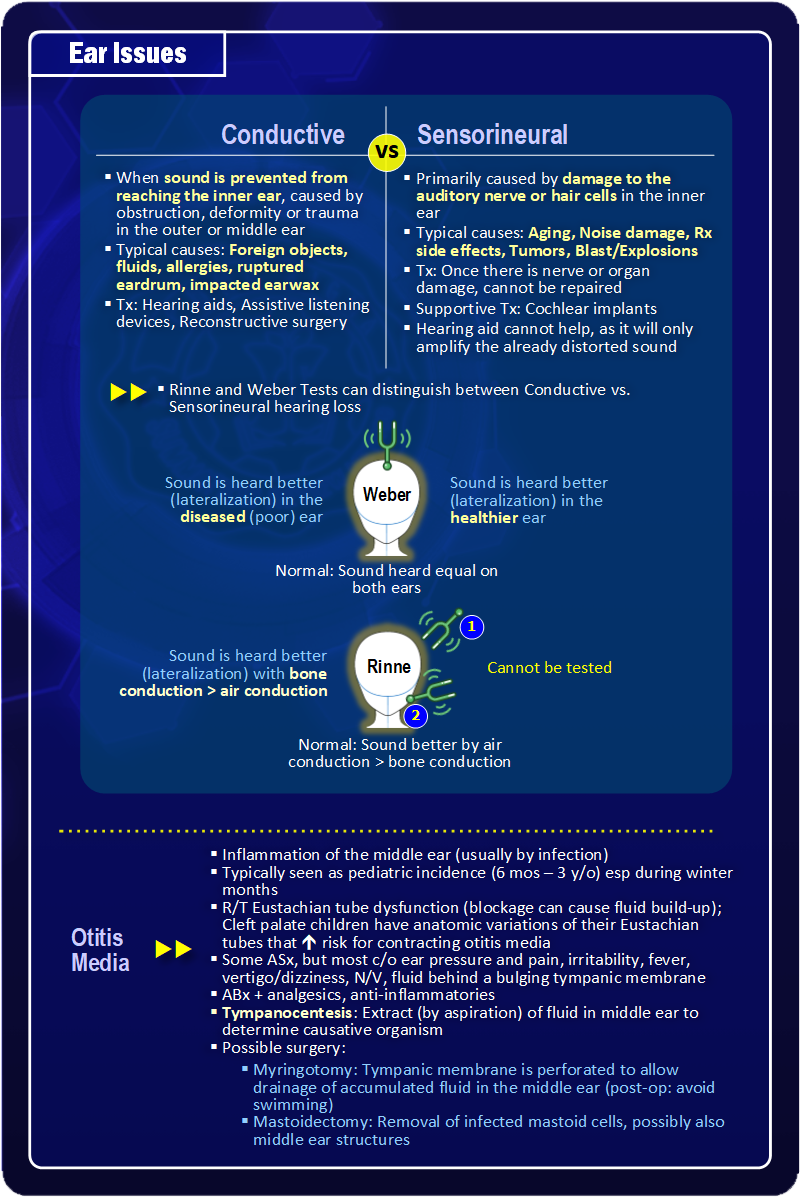 Ear Issues
Conductive
VS
Sensorineural
▪ When sound is prevented from
reaching the inner ear, caused by
obstruction, deformity or trauma
in the outer or middle ear
▪ Typical causes: Foreign objects,
fluids, allergies, ruptured
eardrum, impacted earwax
▪ Tx: Hearing aids, Assistive listening
devices, Reconstructive surgery
▪ Primarily caused by damage to the
auditory nerve or hair cells in the inner
ear
▪ Typical causes: Aging, Noise damage, Rx
side effects, Tumors, Blast/Explosions
▪ Tx: Once there is nerve or organ
damage, cannot be repaired
▪ Supportive Tx: Cochlear implants
▪ Hearing aid cannot help, as it will only
amplify the already distorted sound
▪ Rinne and Weber Tests can distinguish between Conductive vs.
Sensorineural hearing loss
Sound is heard better
(lateralization) in the
diseased (poor) ear
Weber
Sound is heard better
(lateralization) in the
healthier ear
Normal: Sound heard equal on
both ears
Sound is heard better
(lateralization) with bone
conduction > air conduction
1
Rinne
2
Cannot be tested
Normal: Sound better by air
conduction > bone conduction
Otitis
Media
▪ Inflammation of the middle ear (usually by infection)
▪ Typically seen as pediatric incidence (6 mos – 3 y/o) esp during winter
months
▪ R/T Eustachian tube dysfunction (blockage can cause fluid build-up);
Cleft palate children have anatomic variations of their Eustachian
tubes that ↑ risk for contracting otitis media
▪ Some ASx, but most c/o ear pressure and pain, irritability, fever,
vertigo/dizziness, N/V, fluid behind a bulging tympanic membrane
▪ ABx + analgesics, anti-inflammatories
▪ Tympanocentesis: Extract (by aspiration) of fluid in middle ear to
determine causative organism
▪ Possible surgery:
▪ Myringotomy: Tympanic membrane is perforated to allow
drainage of accumulated fluid in the middle ear (post-op: avoid
swimming)
▪ Mastoidectomy: Removal of infected mastoid cells, possibly also
middle ear structures